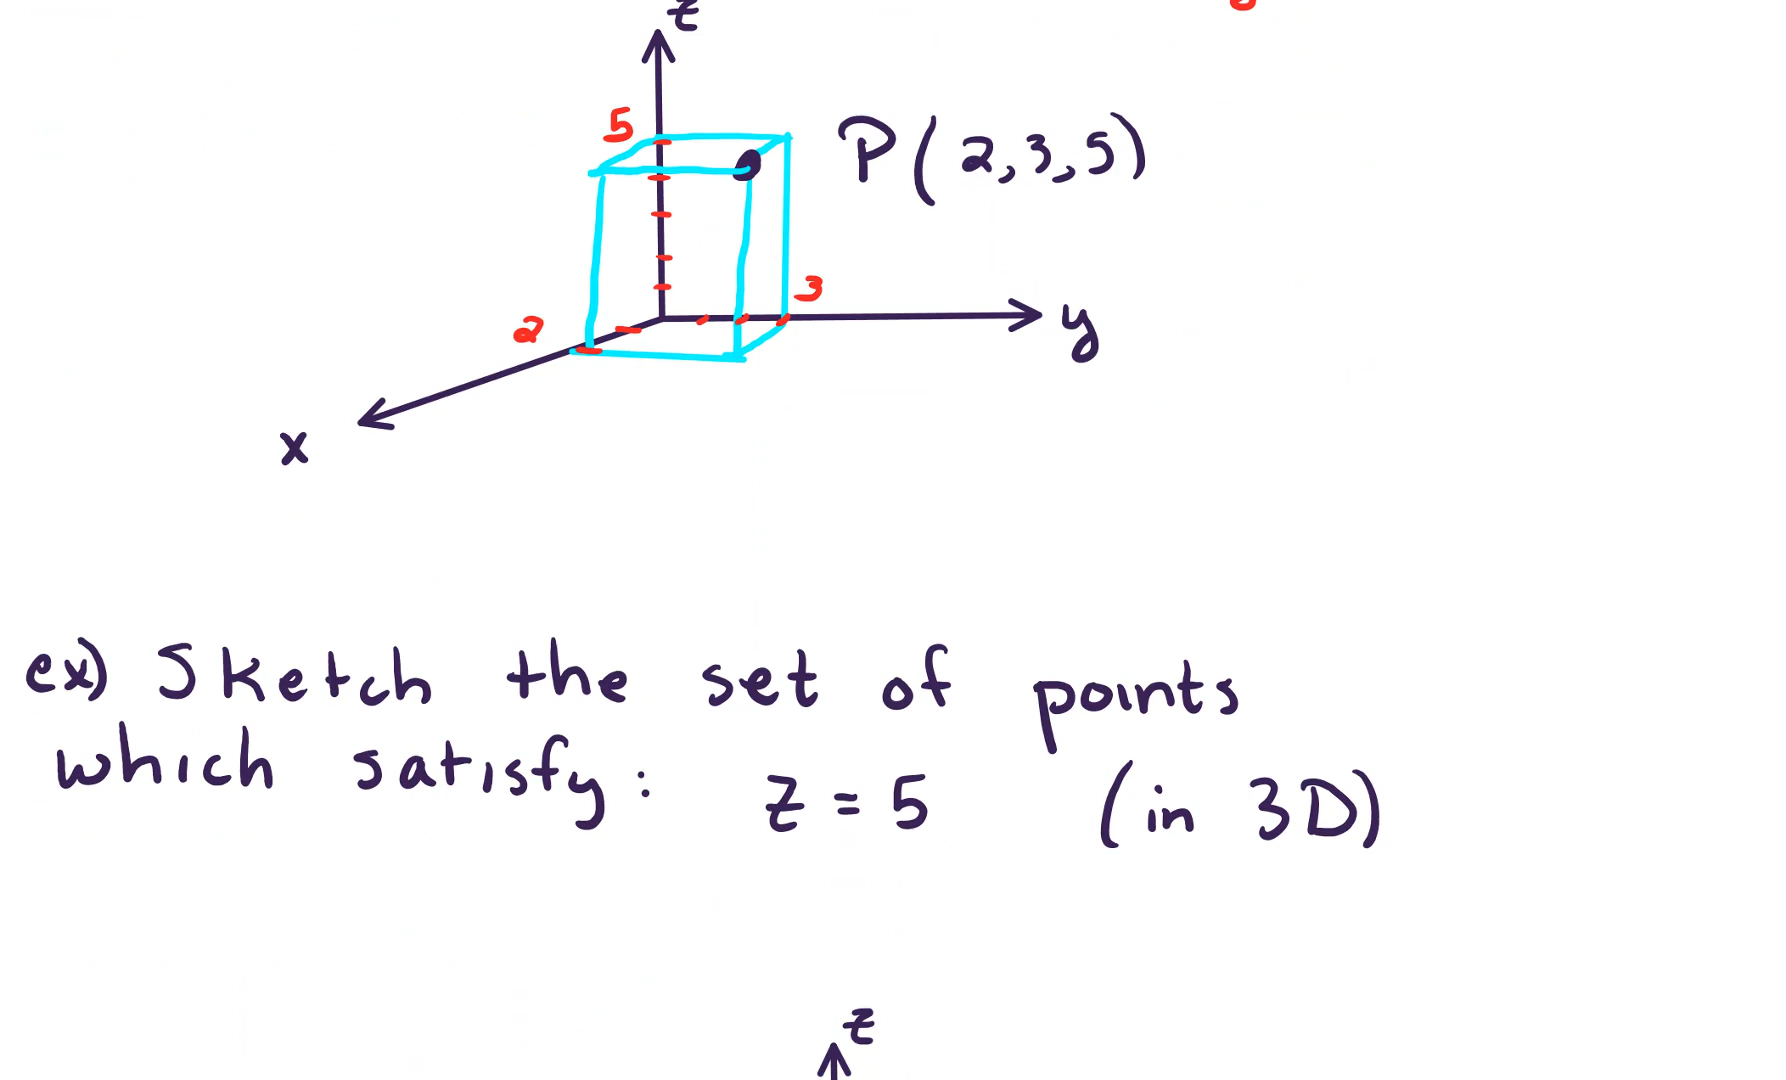 z
5
P(2,3,5)
3
2
y
x
ex) Sketch the set of points
which satisfy: z = 5 (in 3D)
z